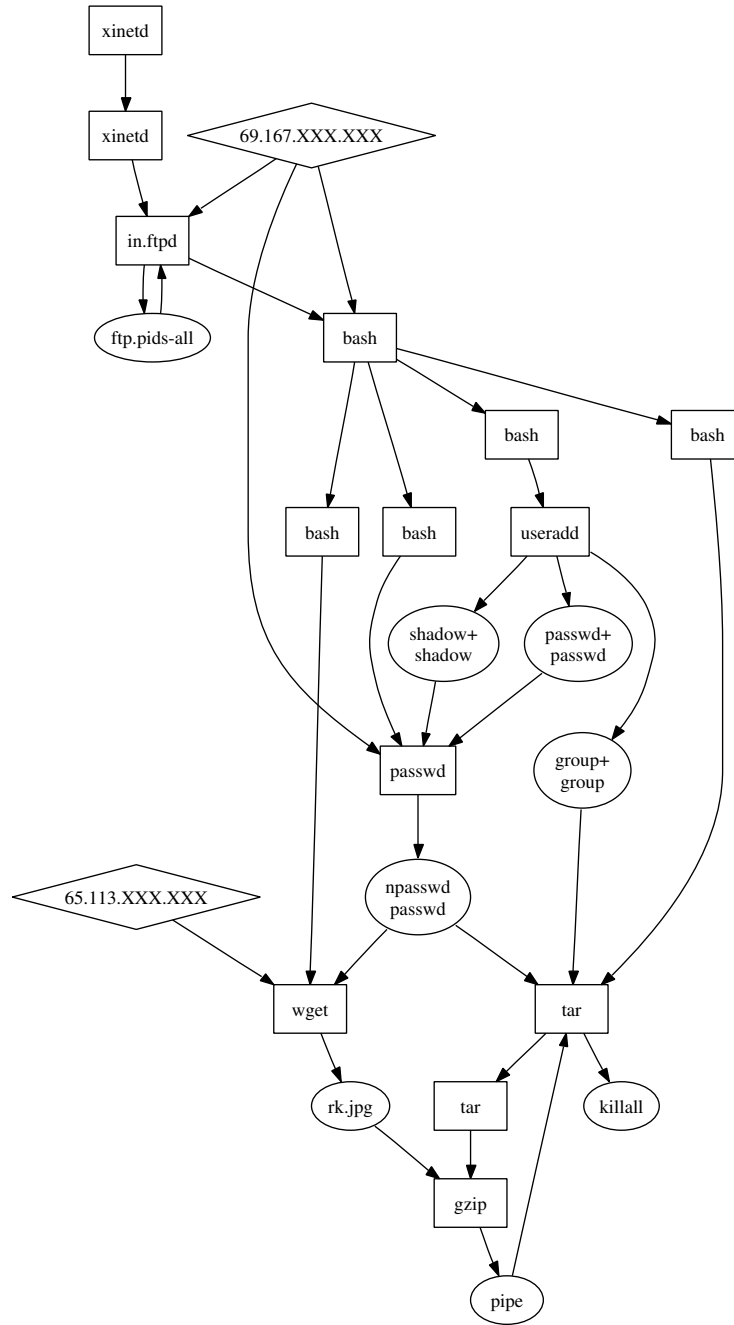 xinetd
xinetd
69.167.XXX.XXX
in.ftpd
ftp.pids-all
bash
bash
bash
bash
bash
useradd
shadow+
shadow
passwd+
passwd
passwd
group+
group
npasswd
passwd
65.113.XXX.XXX
wget
tar
rk.jpg
tar
killall
gzip
pipe